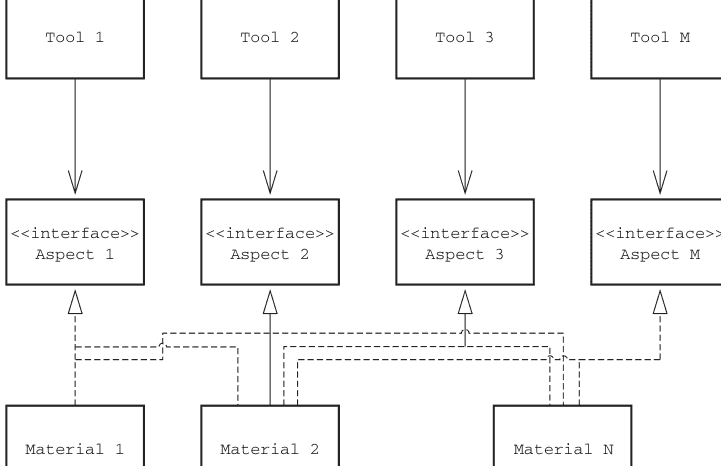 Tool 1
Tool 2
Tool 3
Tool M
<<interface>>
Aspect 1
<<interface>>
Aspect 2
<<interface>>
Aspect 3
<<interface>>
Aspect M
Material 1
Material 2
Material N